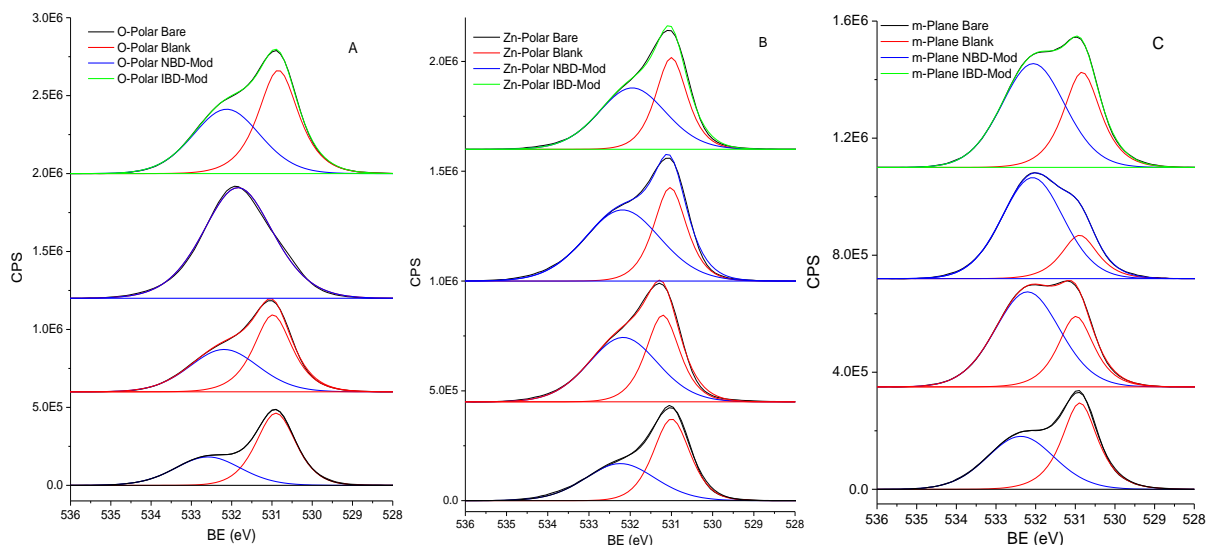 3.0E6
2.5E6
2.0E6
1.5E6
1.0E6
5.0E5
0.0
CPS
O-Polar Bare
O-Polar Blank
O-Polar NBD-Mod
O-Polar IBD-Mod
A
536 535 534 533 532 531 530 529 528
BE (eV)
2.0E6
1.5E6
1.0E6
5.0E5
0.0
CPS
Zn-Polar Bare
Zn-Polar Blank
Zn-Polar NBD-Mod
Zn-Polar IBD-Mod
B
536 535 534 533 532 531 530 529 528
BE (eV)
1.6E6
1.2E6
8.0E5
4.0E5
0.0
CPS
m-Plane Bare
m-Plane Blank
m-Plane NBD-Mod
m-Plane IBD-Mod
C
536 535 534 533 532 531 530 529 528
BE (eV)